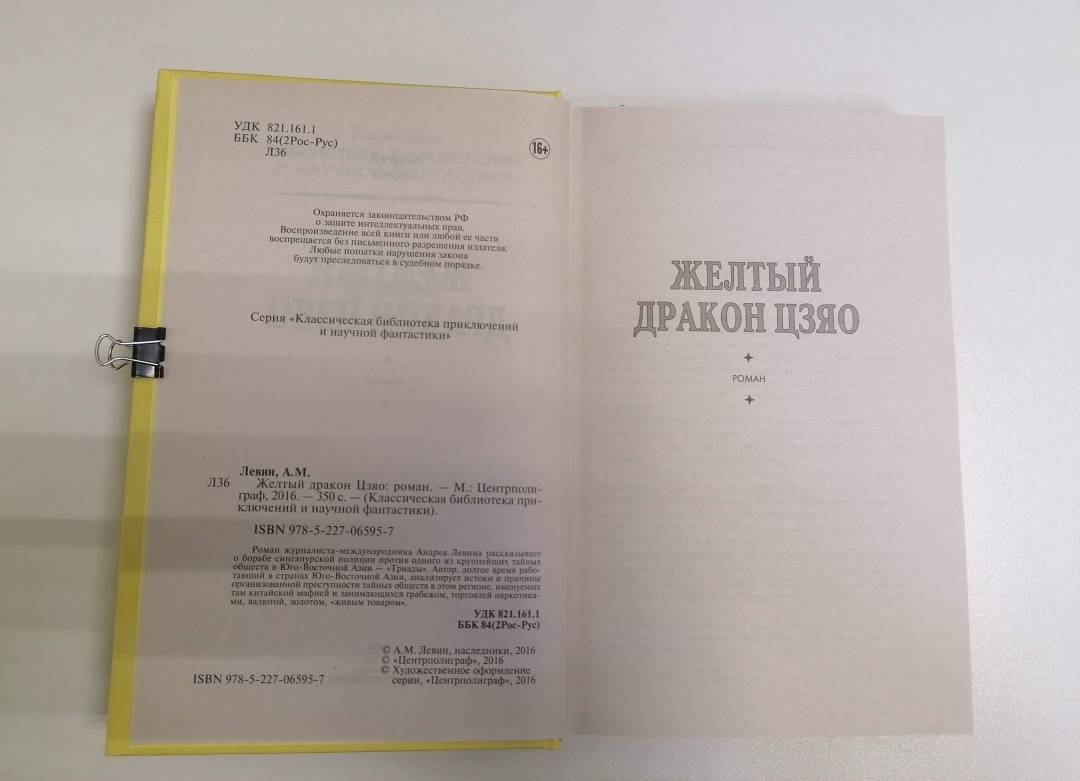 УДК 821.161.1
ББК 84(2Рос-Рус)
Л36
16+
Охраняется законодательством РФ
о защите интеллектуальных прав.
Воспроизведение всей книги или любой ее части
воспрещается без письменного разрешения издателя.
Любые попытки нарушения закона
будут преследоваться в судебном порядке.
Серия «Классическая библиотека приключений
и научной фантастики»
Левин, А.М.
Л36 Желтый дракон Цзяо: роман. — М.: Центрполи-
граф, 2016. — 350 с. — (Классическая библиотека при-
ключений и научной фантастики).
ISBN 978-5-227-06595-7
Роман журналиста-международника Андрея Левина рассказывает
о борьбе сингапурской полиции против одного из крупнейших тайных
обществ в Юго-Восточной Азии — «Триады». Автор, долгое время рабо-
тавший в странах Юго-Восточной Азии, анализирует истоки и причины
организованной преступности тайных обществ в этом регионе, именуемых
там китайской мафией и занимающихся грабежом, торговлей наркотика-
ми, валютой, золотом, «живым товаром».
УДК 821.161.1
ББК 84(2Рос-Рус)
© А.М. Левин, наследники, 2016
© «Центрполиграф», 2016
© Художественное оформление
серии, «Центрполиграф», 2016
ISBN 978-5-227-06595-7
ЖЕЛТЫЙ
ДРАКОН ЦЗЯО
РОМАН